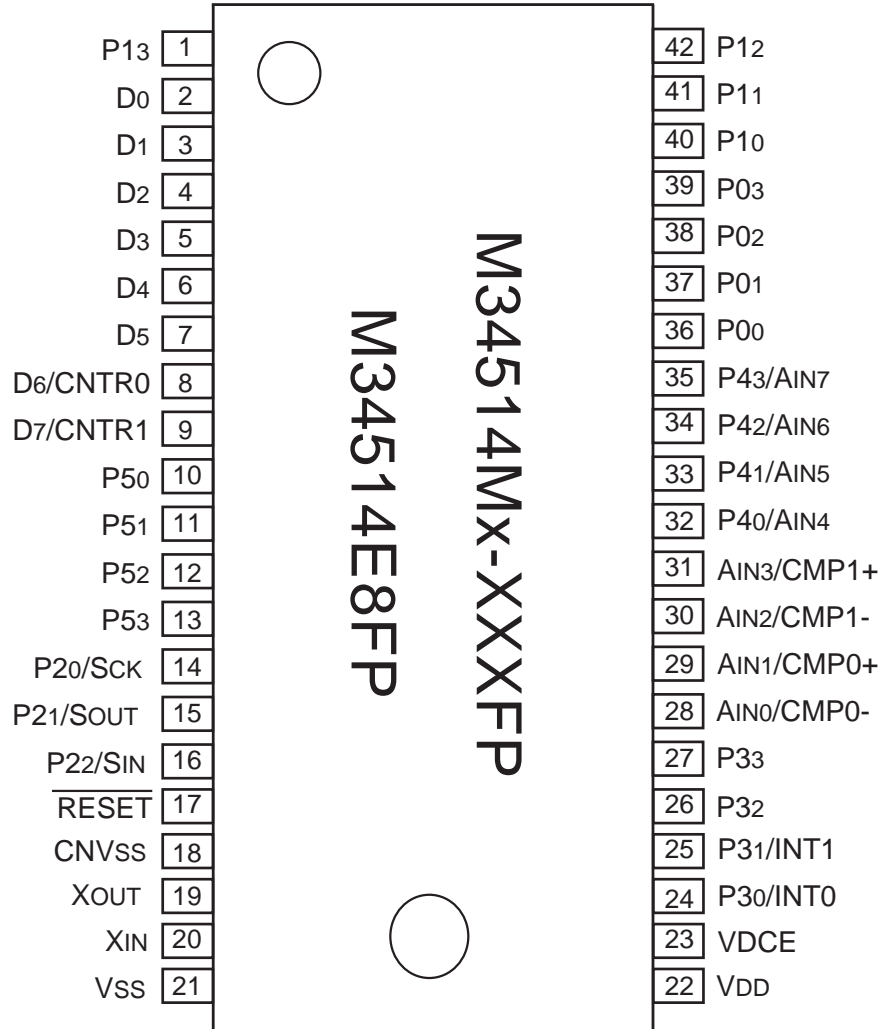 P13 1
D0 2
D1 3
D2 4
D3 5
D4 6
D5 7
D6/CNTR0 8
D7/CNTR1 9
P50 10
P51 11
P52 12
P53 13
P20/SCK 14
P21/SOUT 15
P22/SIN 16
RESET 17
CNVSS 18
XOUT 19
XIN 20
VSS 21
M34514Mx-XXXFP
M34514E8FP
42 P12
41 P11
40 P10
39 P03
38 P02
37 P01
36 P00
35 P43/AIN7
34 P42/AIN6
33 P41/AIN5
32 P40/AIN4
31 AIN3/CMP1+
30 AIN2/CMP1-
29 AIN1/CMP0+
28 AIN0/CMP0-
27 P33
26 P32
25 P31/INT1
24 P30/INT0
23 VDCE
22 VDD